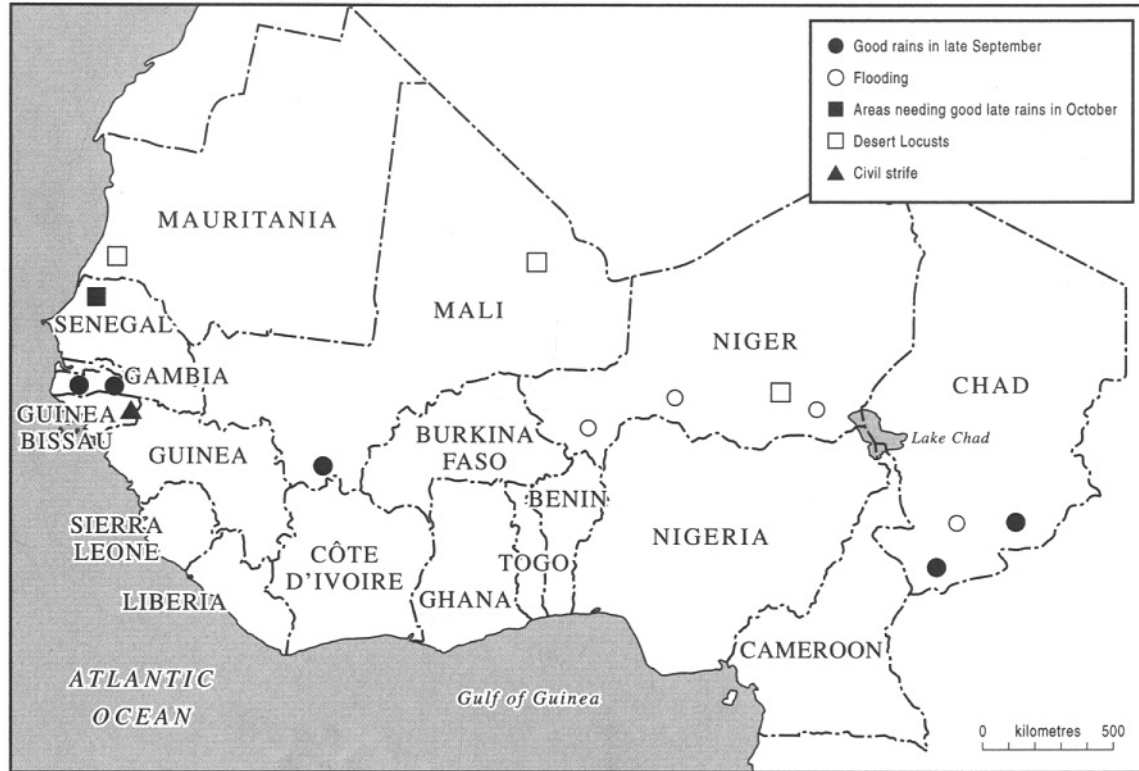 Good rains in late September
Flooding
Areas needing good late rains in October
Desert Locusts
Civil strife
MAURITANIA
MALI
SENEGAL
NIGER
CHAD
GAMBIA
GUINEA
BISSAU
BURKINA
FASO
Lake Chad
GUINEA
BENIN
SIERRA
LEONE
CÔTE
D'IVOIRE
NIGERIA
TOGO
LIBERIA
GHANA
CAMEROON
ATLANTIC
OCEAN
Gulf of Guinea
0 kilometres 500